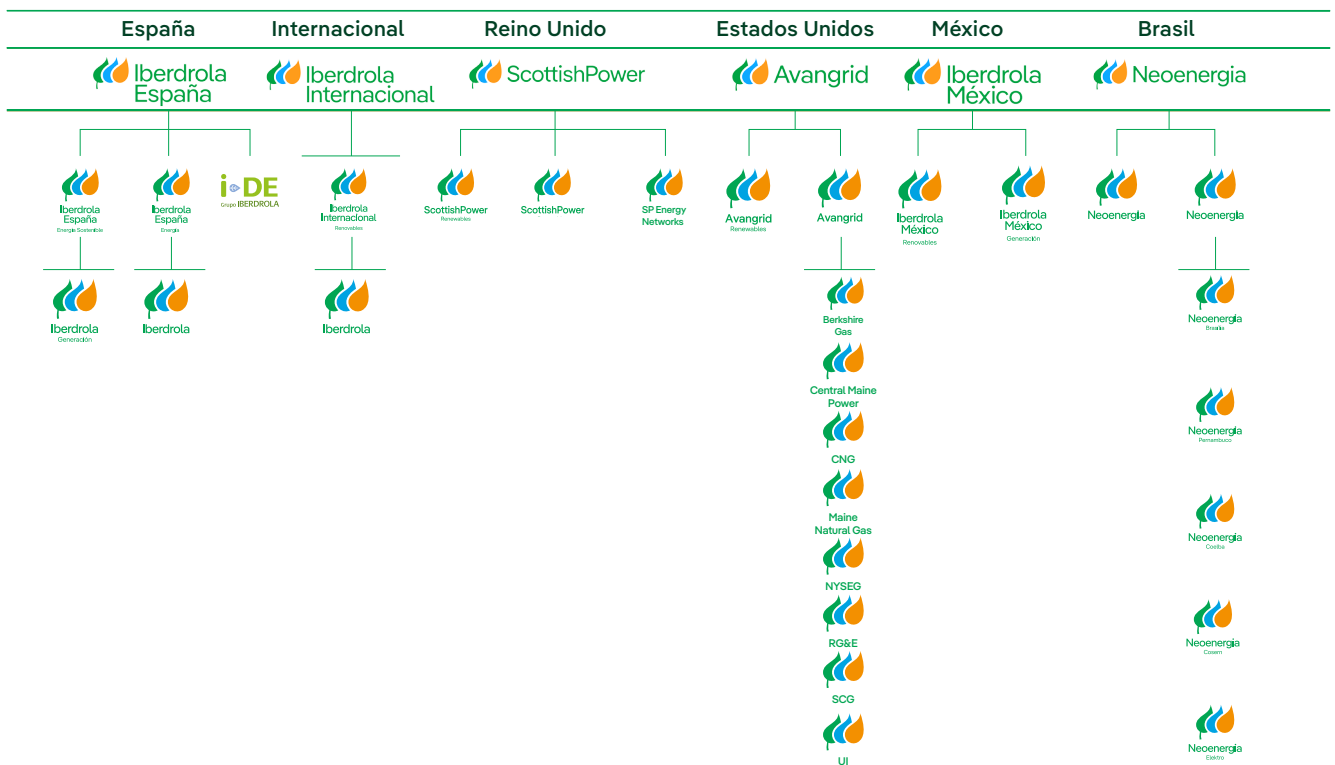 España Internacional Reino Unido Estados Unidos México Brasil
Iberdrola
España
Iberdrola
Internacional
ScottishPower
Avangrid
Iberdrola
México
Neoenergia
Iberdrola
España
Energía Sostenible
Iberdrola
España
Energía
i-DE
Grupo IBERDROLA
Iberdrola
Internacional
Renovables
ScottishPower
Renewables
ScottishPower
SP Energy
Networks
Avangrid
Renewables
Avangrid
Iberdrola
México
Renovables
Iberdrola
México
Generación
Neoenergia
Neoenergia
Iberdrola
Generación
Iberdrola
Iberdrola
Berkshire
Gas
Central Maine
Power
CNG
Maine
Natural Gas
NYSEG
RG&E
SCG
UI
Neoenergia
Brasilia
Neoenergia
Pernambuco
Neoenergia
Coelba
Neoenergia
Cosern
Neoenergia
Elektro